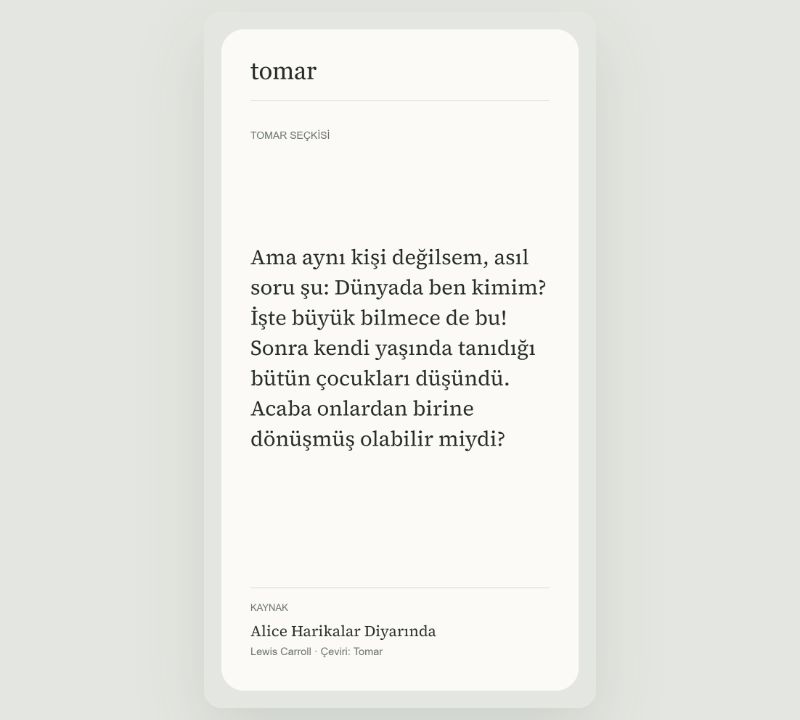 tomar
TOMAR SEÇKİSİ
Ama aynı kişi değilsem, asıl
soru şu: Dünyada ben kimim?
İşte büyük bilmece de bu!
Sonra kendi yaşında tanıdığı
bütün çocukları düşündü.
Acaba onlardan birine
dönüşmüş olabilir miydi?
KAYNAK
Alice Harikalar Diyarında
Lewis Carroll · Çeviri: Tomar